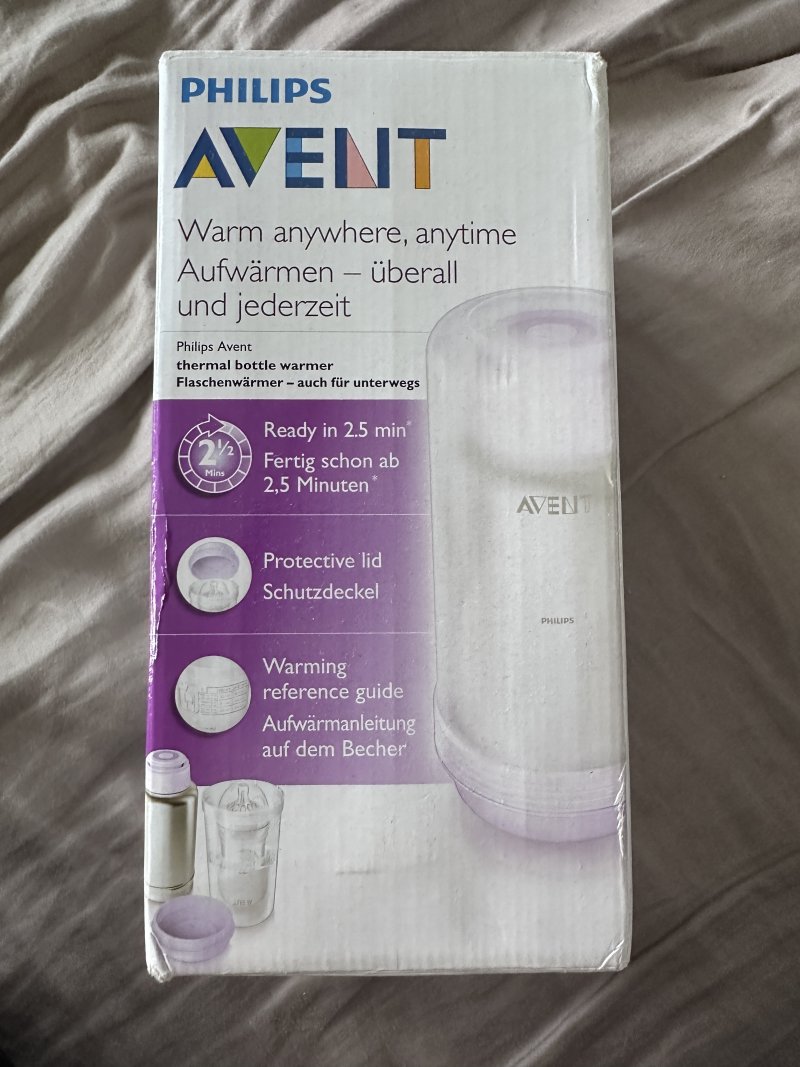 PHILIPS
AVENT
Warm anywhere, anytime
Aufwärmen – überall
und jederzeit
Philips Avent
thermal bottle warmer
Flaschenwärmer – auch für unterwegs
2 1/2
Mins
Ready in 2.5 min*
Fertig schon ab
2,5 Minuten*
Protective lid
Schutzdeckel
Warming
reference guide
Aufwärmanleitung
auf dem Becher
AVENT
PHILIPS